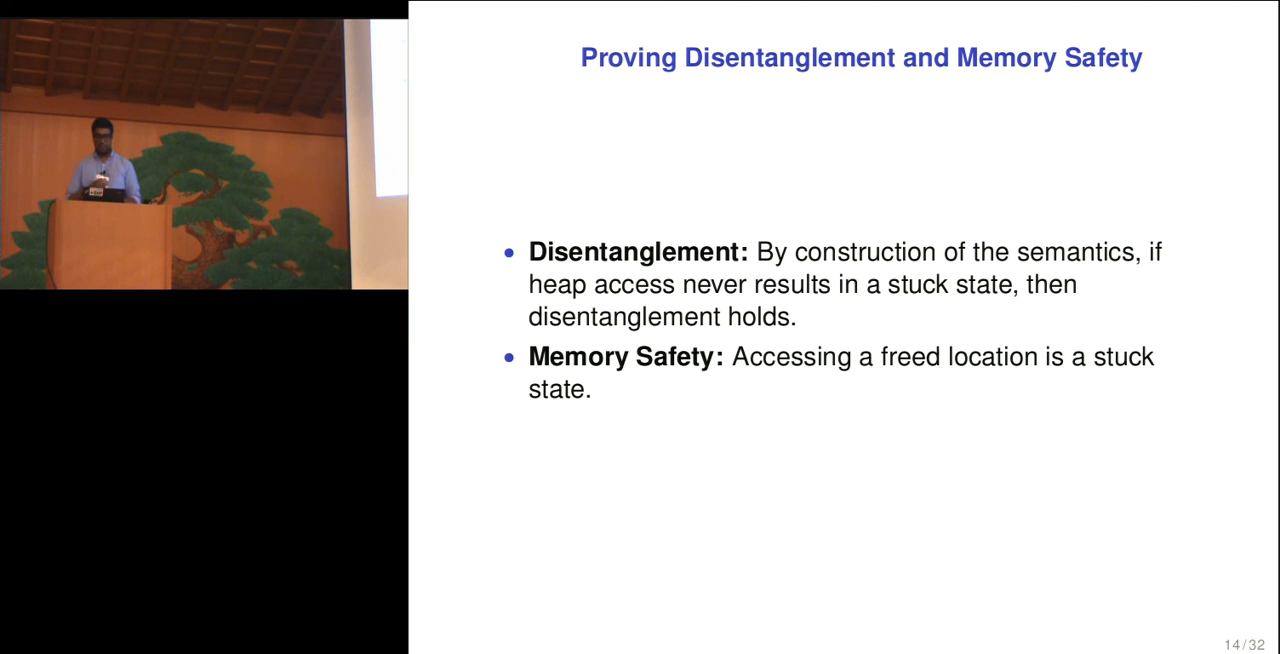 Proving Disentanglement and Memory Safety
• Disentanglement: By construction of the semantics, if
heap access never results in a stuck state, then
disentanglement holds.
• Memory Safety: Accessing a freed location is a stuck
state.
14/32